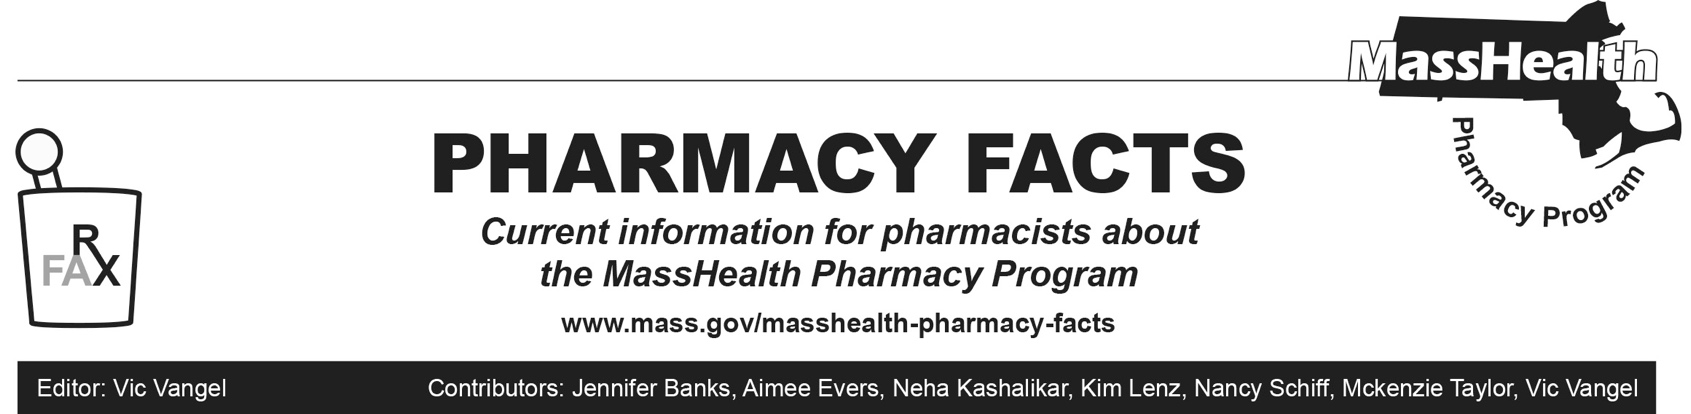 MassHealth
Pharmacy Program
PHARMACY FACTS
Current information for pharmacists about
the MassHealth Pharmacy Program
www.mass.gov/masshealth-pharmacy-facts
R
FAX
Editor: Vic Vangel
Contributors: Jennifer Banks, Aimee Evers, Neha Kashalikar, Kim Lenz, Nancy Schiff, Mckenzie Taylor, Vic Vangel